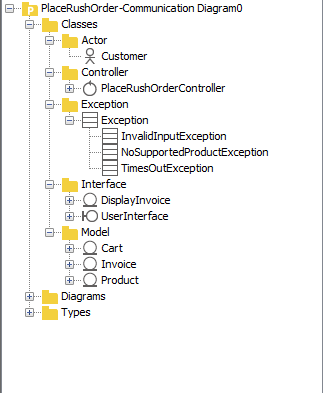 PlaceRushOrder-Communication Diagram0
Classes
Actor
Customer
Controller
PlaceRushOrderController
Exception
Exception
InvalidInputException
NoSupportedProductException
TimesOutException
Interface
DisplayInvoice
UserInterface
Model
Cart
Invoice
Product
Diagrams
Types